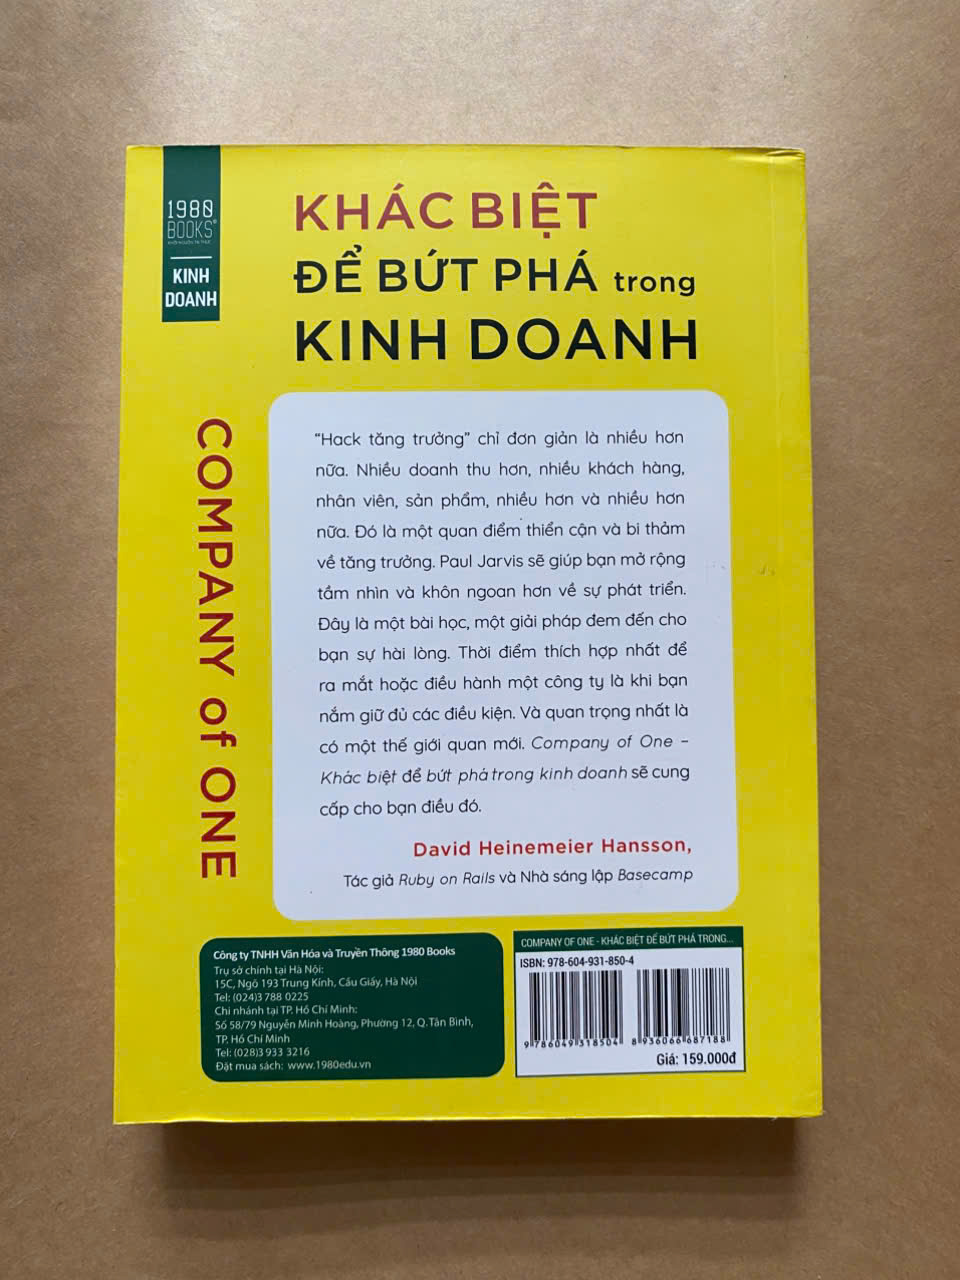 1980
BOOKS®
KINH
DOANH
KHÁC BIỆT
ĐỂ BỨT PHÁ trong
KINH DOANH
COMPANY of ONE
“Hack tăng trưởng” chỉ đơn giản là nhiều hơn
nữa. Nhiều doanh thu hơn, nhiều khách hàng,
nhân viên, sản phẩm, nhiều hơn và nhiều hơn
nữa. Đó là một quan điểm thiển cận và bi thảm
về tăng trưởng. Paul Jarvis sẽ giúp bạn mở rộng
tầm nhìn và khôn ngoan hơn về sự phát triển.
Đây là một bài học, một giải pháp đem đến cho
bạn sự hài lòng. Thời điểm thích hợp nhất để
ra mắt hoặc điều hành một công ty là khi bạn
nắm giữ đủ các điều kiện. Và quan trọng nhất là
có một thế giới quan mới. Company of One –
Khác biệt để bứt phá trong kinh doanh sẽ cung
cấp cho bạn điều đó.
David Heinemeier Hansson,
Tác giả Ruby on Rails và Nhà sáng lập Basecamp
Công ty TNHH Văn Hóa và Truyền Thông 1980 Books
Trụ sở chính tại Hà Nội:
15C, Ngõ 193 Trung Kính, Cầu Giấy, Hà Nội
Tel: (024)3 788 0225
Chi nhánh tại TP. Hồ Chí Minh:
Số 58/79 Nguyễn Minh Hoàng, Phường 12, Q.Tân Bình,
TP. Hồ Chí Minh
Tel: (028)3 933 3216
Đặt mua sách: www.1980edu.vn
COMPANY OF ONE - KHÁC BIỆT ĐỂ BỨT PHÁ TRONG...
ISBN: 978-604-931-850-4
9 786049 318504 8 936066 687188
Giá: 159.000đ